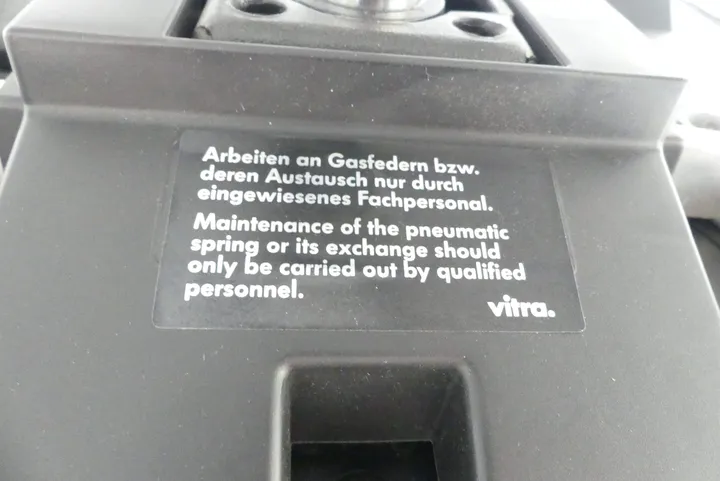 Arbeiten an Gasfedern bzw.
deren Austausch nur durch
eingewiesenes Fachpersonal.
Maintenance of the pneumatic
spring or its exchange should
only be carried out by qualified
personnel.
vitra.